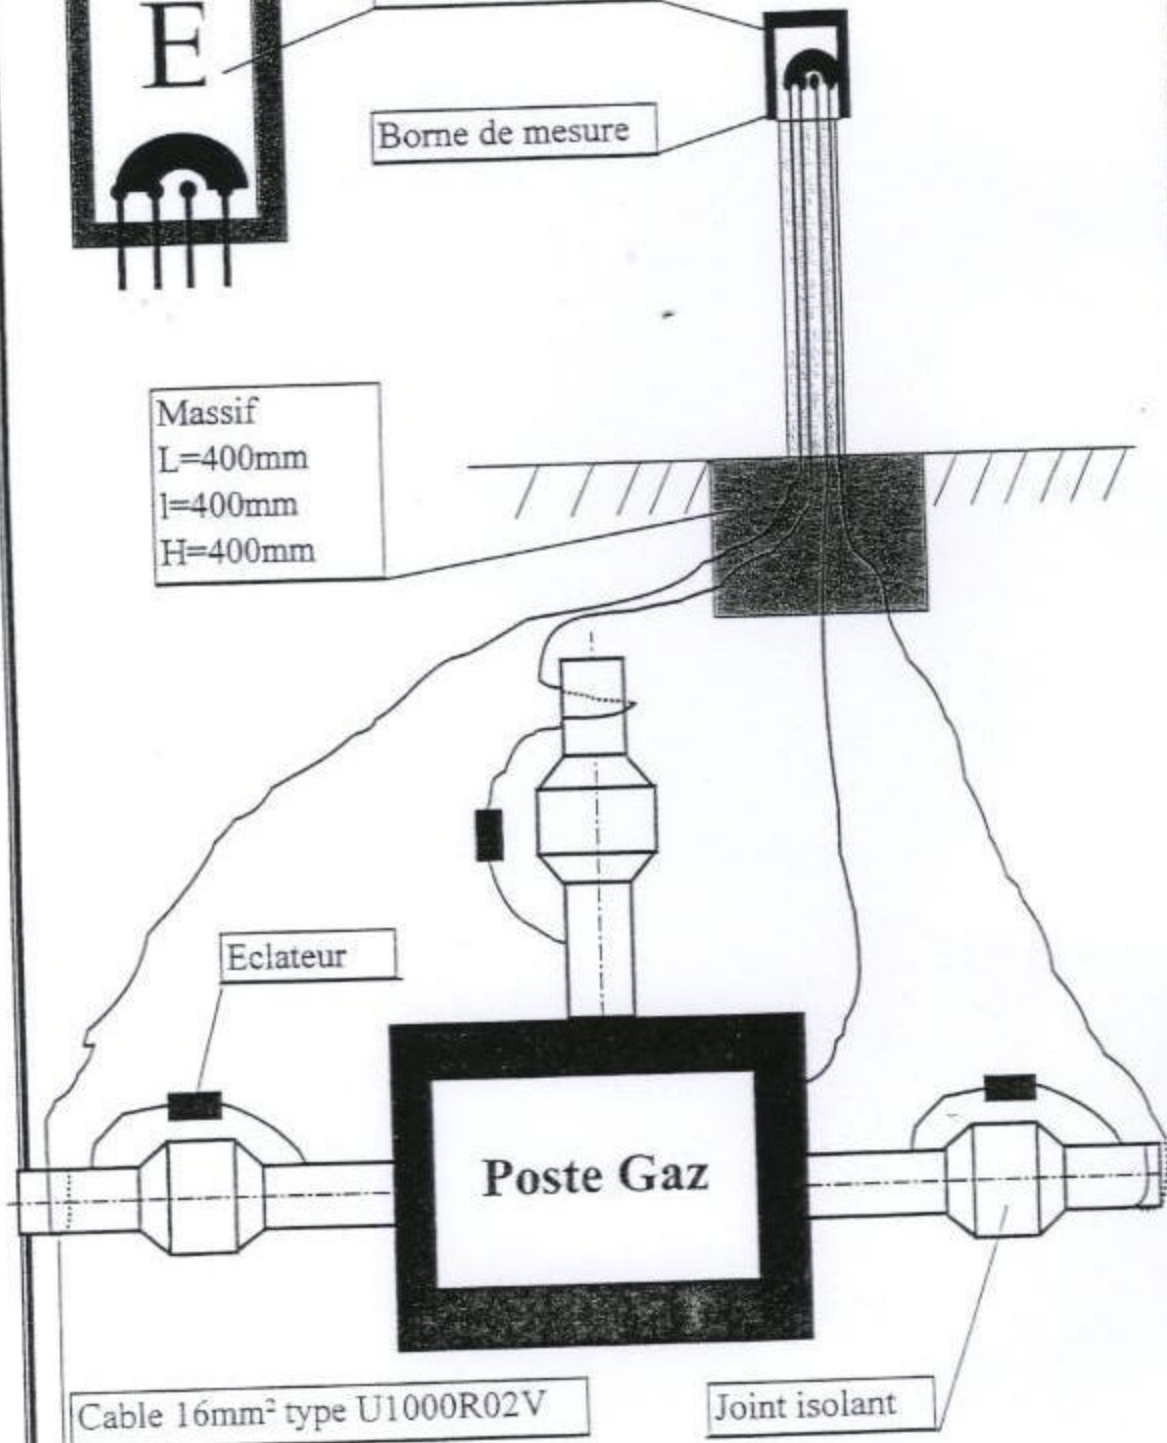 E
Borne de mesure
Massif
L=400mm
l=400mm
H=400mm
Eclateur
Poste Gaz
Cable 16mm² type U1000R02V
Joint isolant